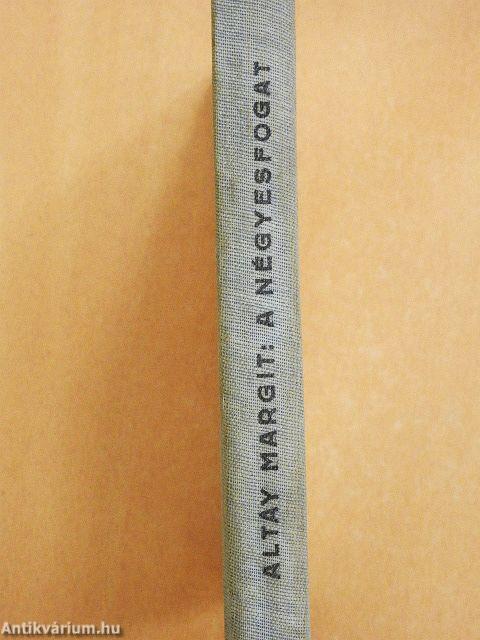 ALTAY MARGIT: A NÉGYESFOGAT
Antikvárium.hu